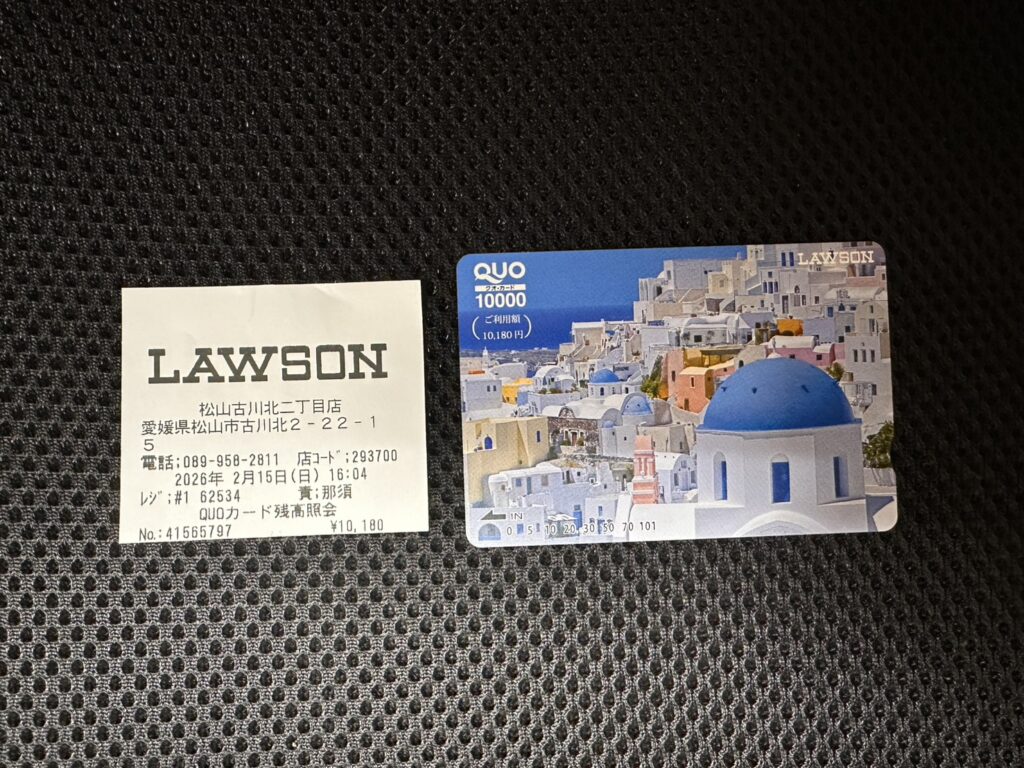 LAWSON
松山古川北二丁目店
愛媛県松山市古川北2-22-1
5
電話;089-958-2811 店コード;293700
2026年 2月15日(日) 16:04
レジ;#1 62534 責;那須
QUOカード残高照会
No.:41565797 ¥10,180
QUO
クオ・カード
10000
ご利用額
10,180円
LAWSON
IN
0 5 10 20 30 50 70 101